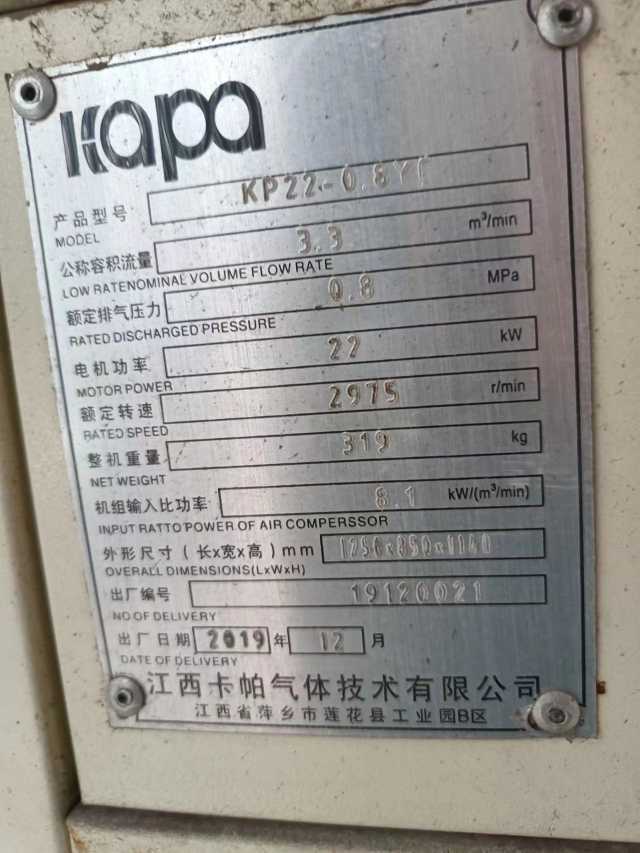 Kapa
产品型号 KP22-0.8Y
MODEL
公称容积流量 3.3 m³/min
LOW RATENOMINAL VOLUME FLOW RATE
额定排气压力 0.8 MPa
RATED DISCHARGED PRESSURE
电机功率 22 kW
MOTOR POWER
额定转速 2975 r/min
RATED SPEED
整机重量 319 kg
NET WEIGHT
机组输入比功率 8.1 kW/(m³/min)
INPUT RATTO POWER OF AIR COMPERSSOR
外形尺寸(长x宽x高)mm 1250x850x1140
OVERALL DIMENSIONS(LxWxH)
出厂编号 19120021
NO OF DELIVERY
出厂日期 2019 年 12 月
DATE OF DELIVERY
江西卡帕气体技术有限公司
江西省萍乡市莲花县工业园B区